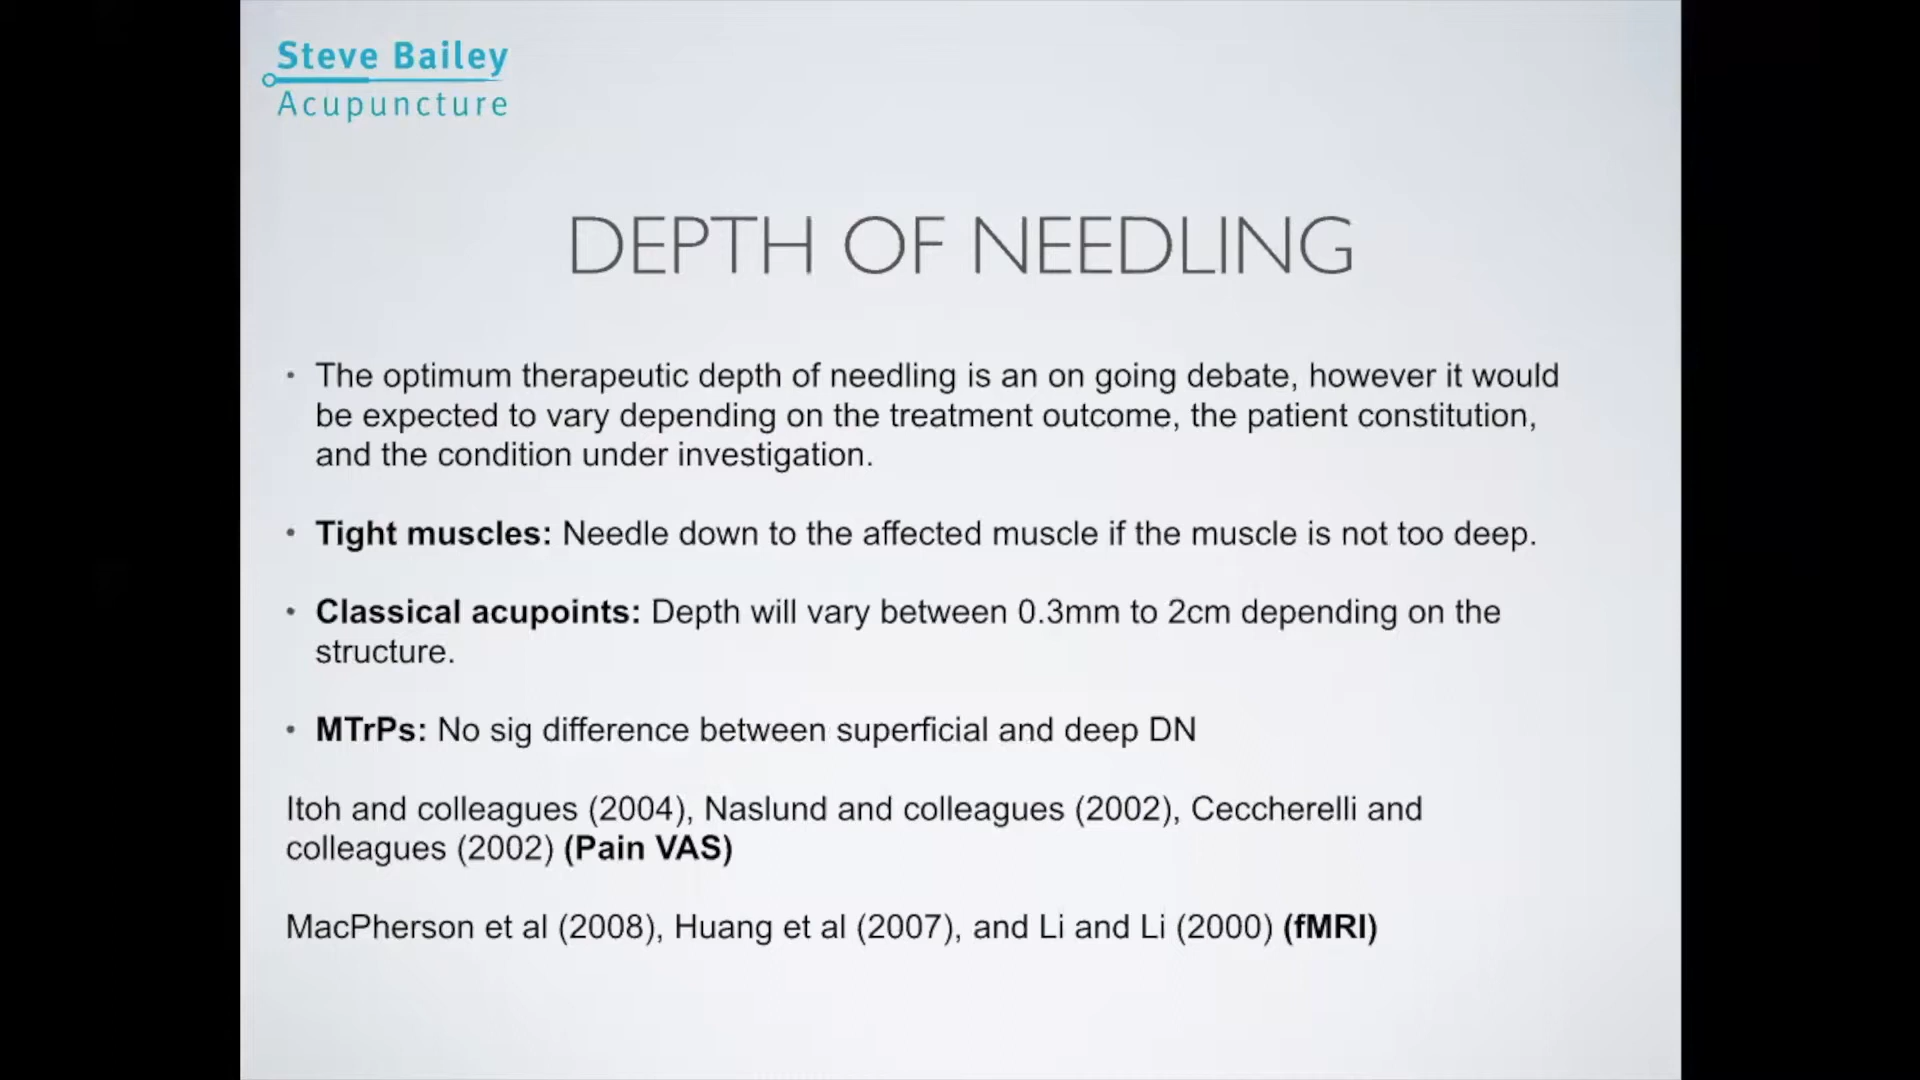 Steve Bailey
Acupuncture
DEPTH OF NEEDLING
• The optimum therapeutic depth of needling is an on going debate, however it would
be expected to vary depending on the treatment outcome, the patient constitution,
and the condition under investigation.
• Tight muscles: Needle down to the affected muscle if the muscle is not too deep.
• Classical acupoints: Depth will vary between 0.3mm to 2cm depending on the
structure.
• MTrPs: No sig difference between superficial and deep DN
Itoh and colleagues (2004), Naslund and colleagues (2002), Ceccherelli and
colleagues (2002) (Pain VAS)
MacPherson et al (2008), Huang et al (2007), and Li and Li (2000) (fMRI)